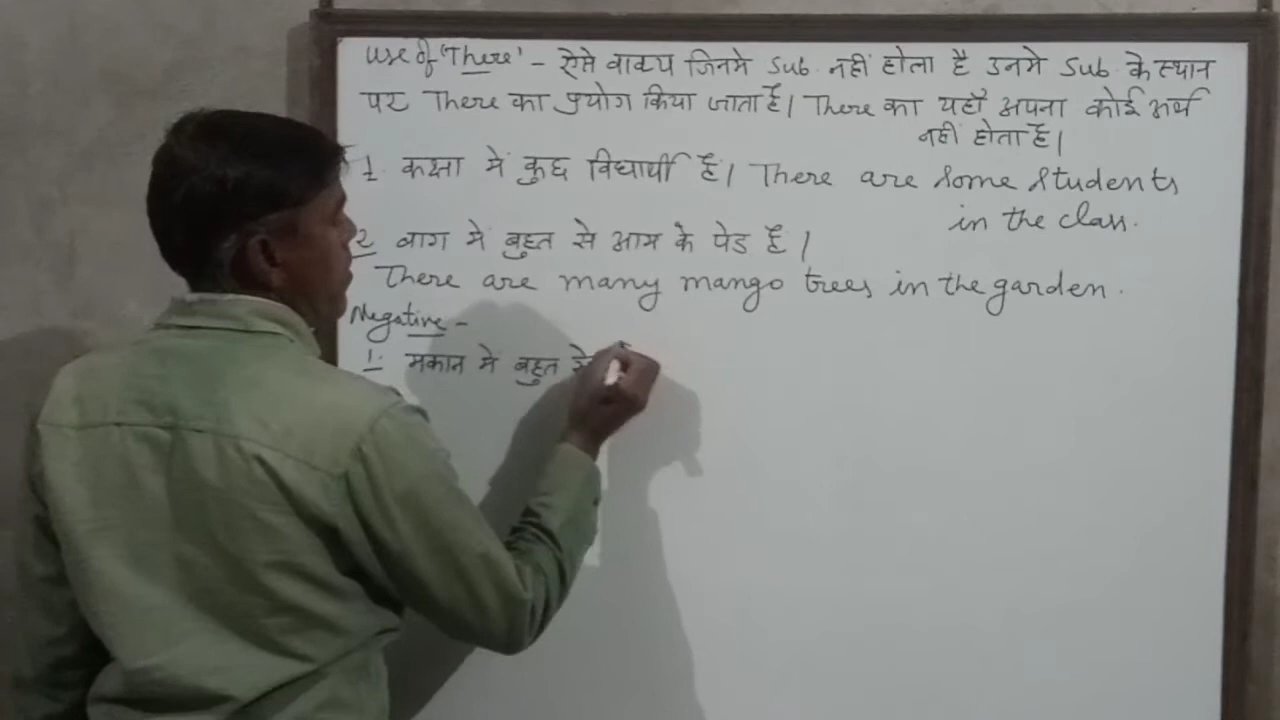 Use of 'There' - ऐसे वाक्य जिनमे Sub. नहीं होता है उनमे Sub. के स्थान
पर There का प्रयोग किया जाता है। There का यहाँ अपना कोई अर्थ
नहीं होता है।
1. कक्षा में कुछ विधार्थी हैं। There are some students
in the class.
2 बाग में बहुत से आम के पेड हैं।
There are many mango trees in the garden.
Negative -
1. मकान मे बहुत से